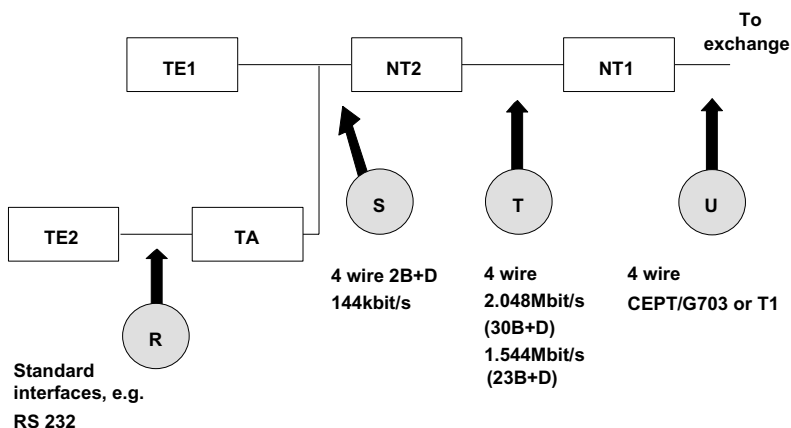 To
exchange
TE1
NT2
NT1
S
T
U
TE2
TA
4 wire 2B+D
144kbit/s
4 wire
2.048Mbit/s
(30B+D)
1.544Mbit/s
(23B+D)
4 wire
CEPT/G703 or T1
R
Standard
interfaces, e.g.
RS 232